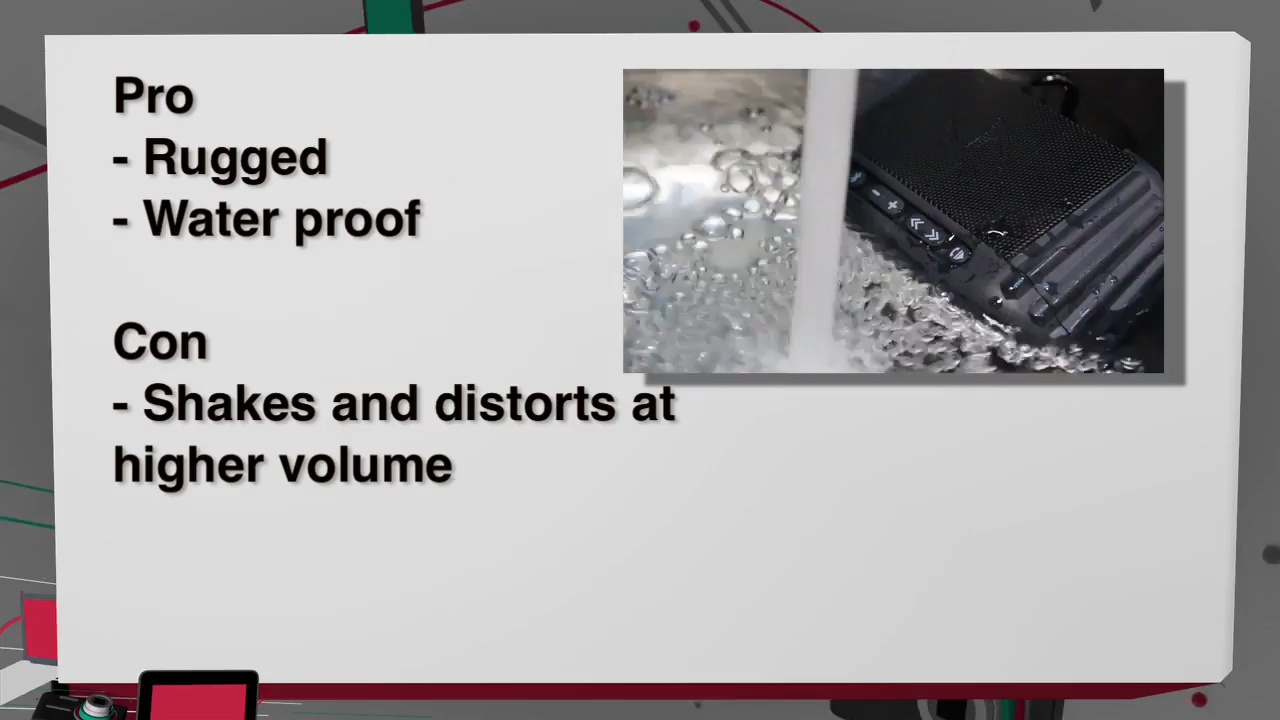 Pro
- Rugged
- Water proof
Con
- Shakes and distorts at
higher volume